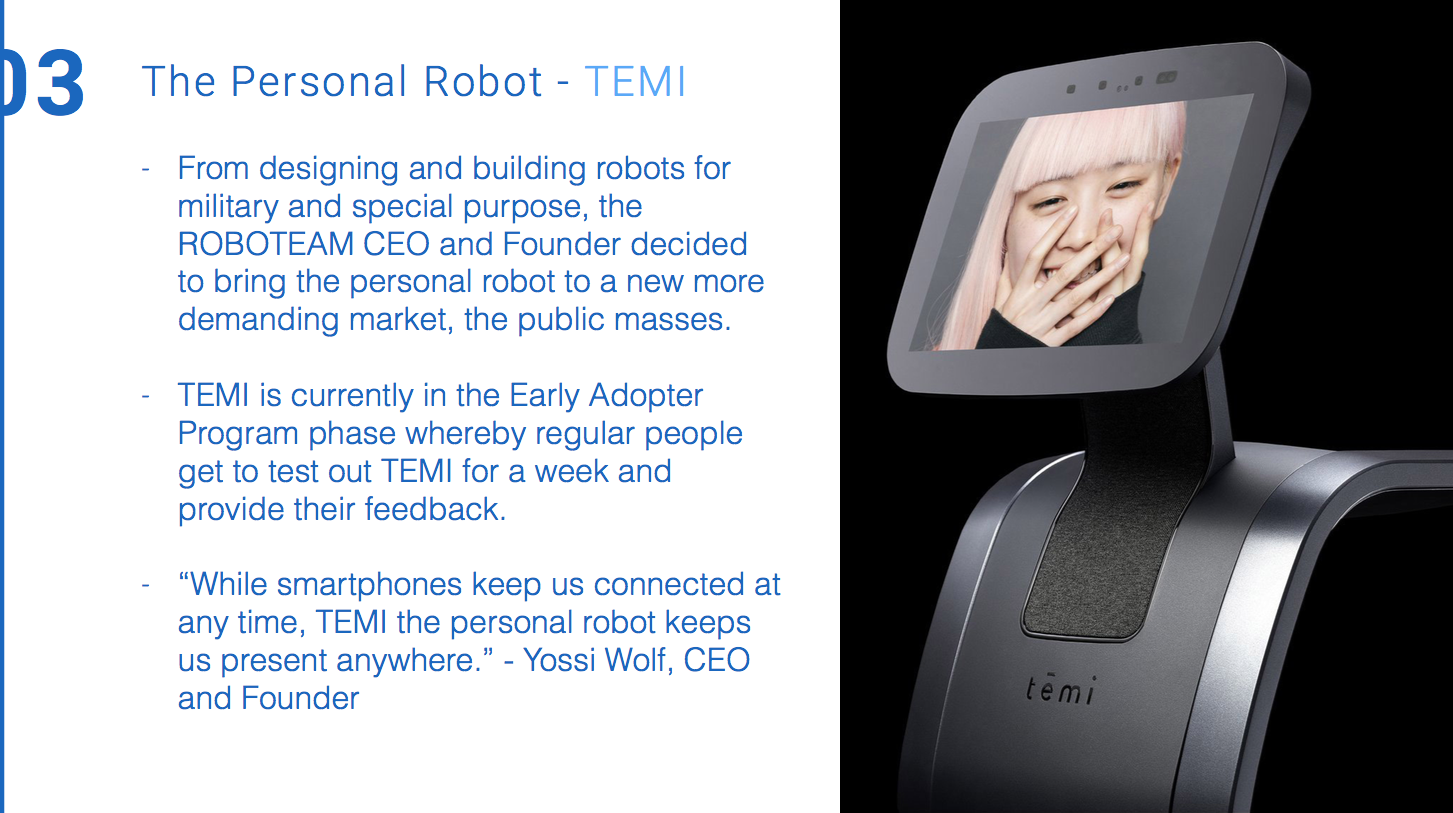 03
The Personal Robot - TEMI
- From designing and building robots for
military and special purpose, the
ROBOTEAM CEO and Founder decided
to bring the personal robot to a new more
demanding market, the public masses.
- TEMI is currently in the Early Adopter
Program phase whereby regular people
get to test out TEMI for a week and
provide their feedback.
- “While smartphones keep us connected at
any time, TEMI the personal robot keeps
us present anywhere.” - Yossi Wolf, CEO
and Founder
tēmi